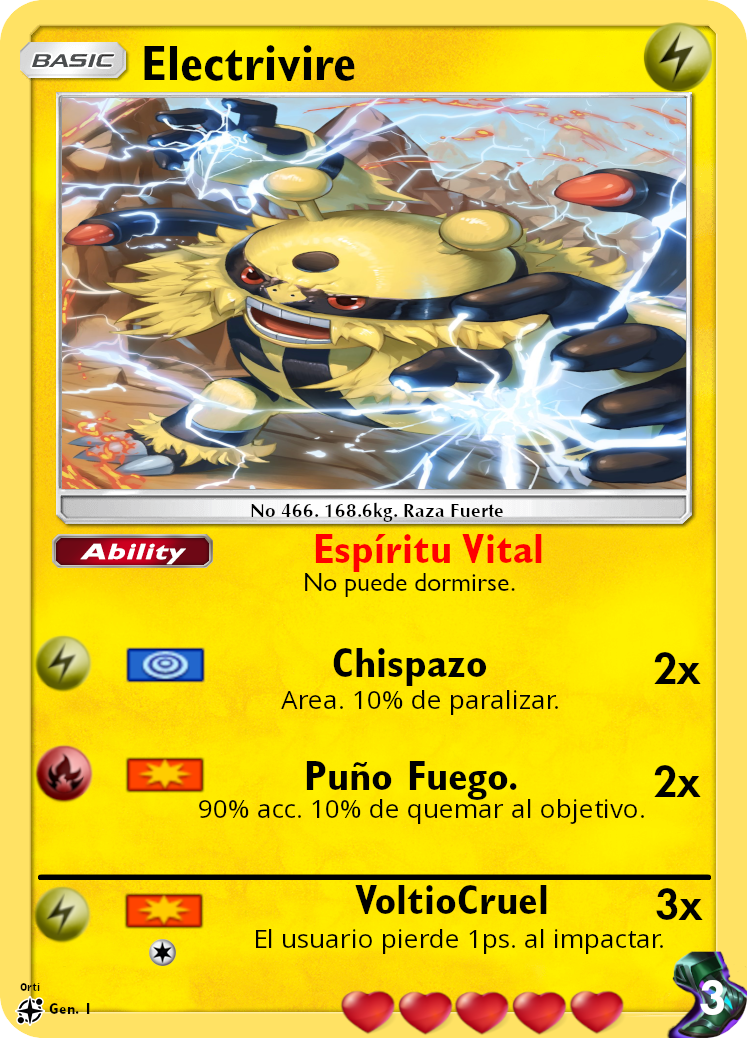 BASIC Electrivire
No 466. 168.6kg. Raza Fuerte
Ability Espíritu Vital
No puede dormirse.
Chispazo 2x
Area. 10% de paralizar.
Puño Fuego. 2x
90% acc. 10% de quemar al objetivo.
VoltioCruel 3x
El usuario pierde 1ps. al impactar.
Orti
Gen. I
3